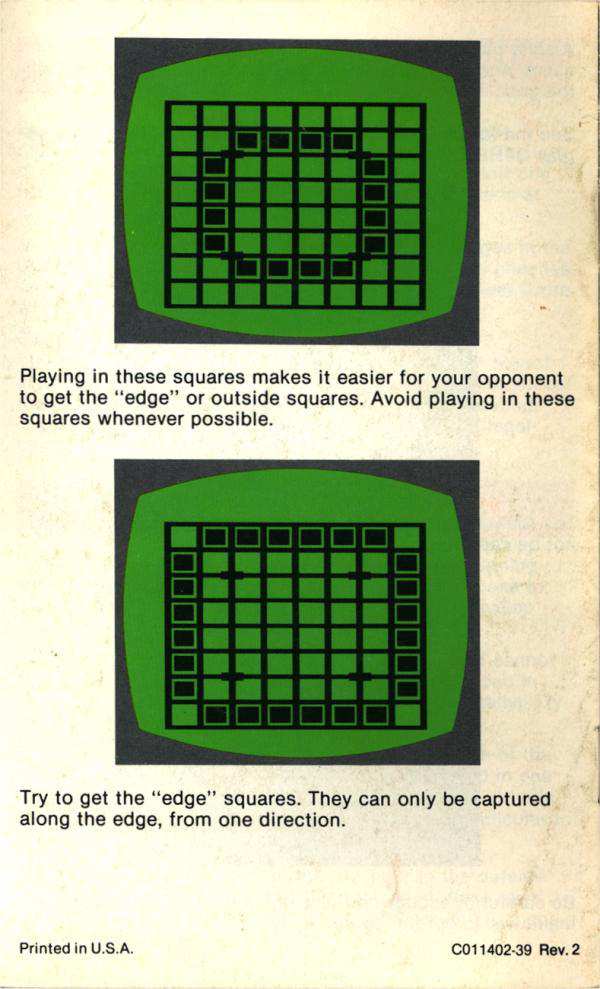 Playing in these squares makes it easier for your opponent
to get the “edge” or outside squares. Avoid playing in these
squares whenever possible.
Try to get the “edge” squares. They can only be captured
along the edge, from one direction.
Printed in U.S.A.
C011402-39 Rev. 2